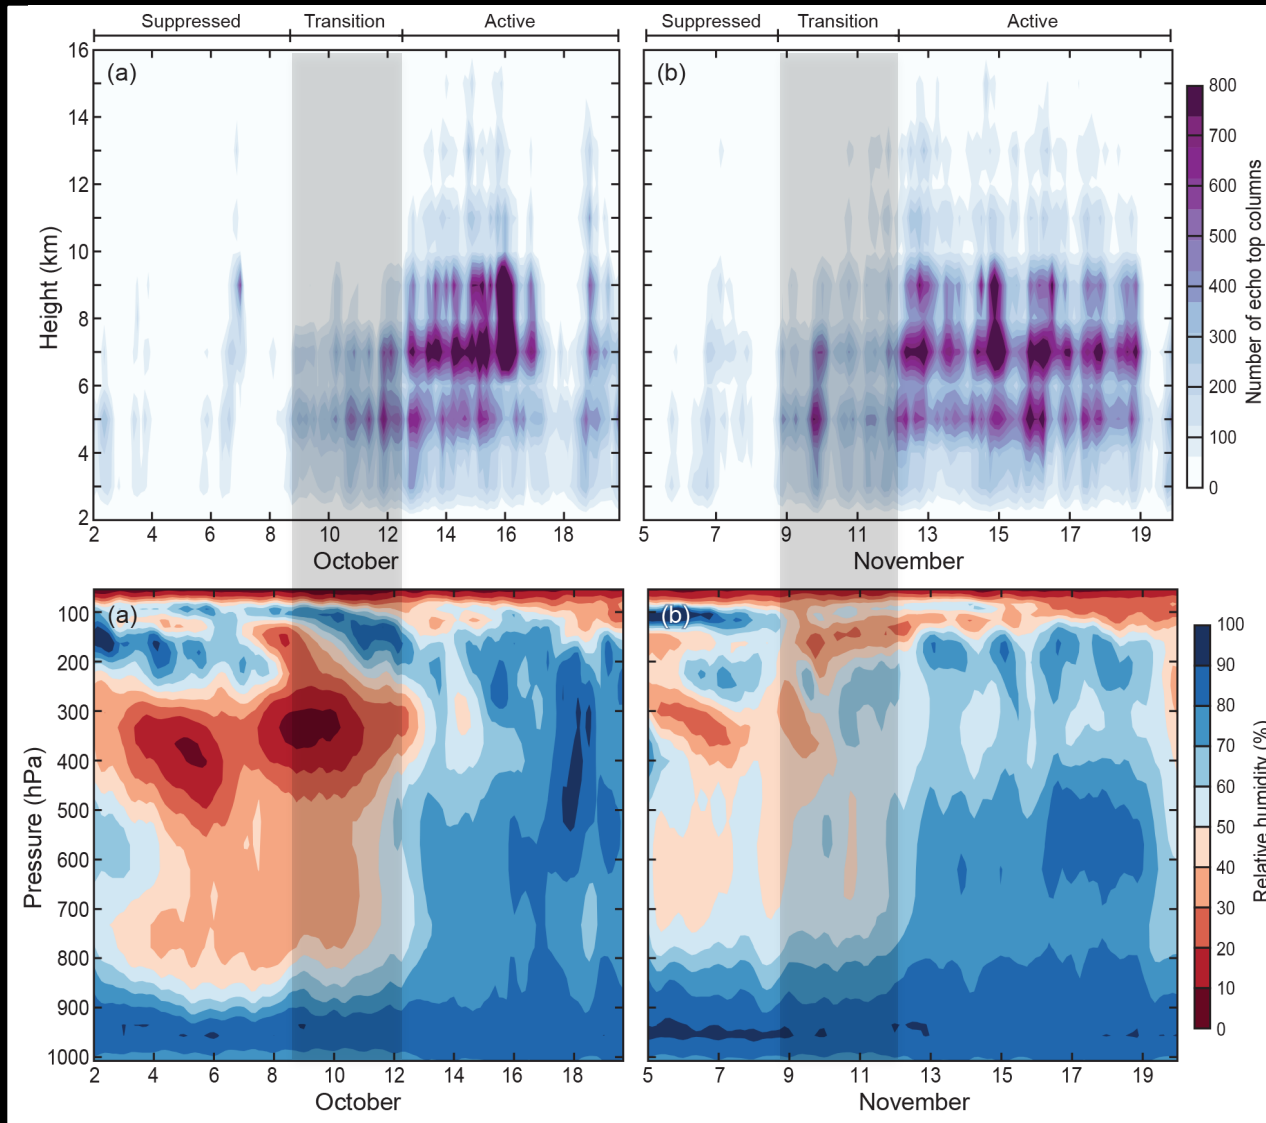 Suppressed Transition Active
Suppressed Transition Active
(a)
16
14
12
10
8
6
4
2
Height (km)
2 4 6 8 10 12 14 16 18
October
(b)
5 7 9 11 13 15 17 19
November
800
700
600
500
400
300
200
100
0
Number of echo top columns
(a)
100
200
300
400
500
600
700
800
900
1000
Pressure (hPa)
2 4 6 8 10 12 14 16 18
October
(b)
5 7 9 11 13 15 17 19
November
100
90
80
70
60
50
40
30
20
10
0
Relative humidity (%)